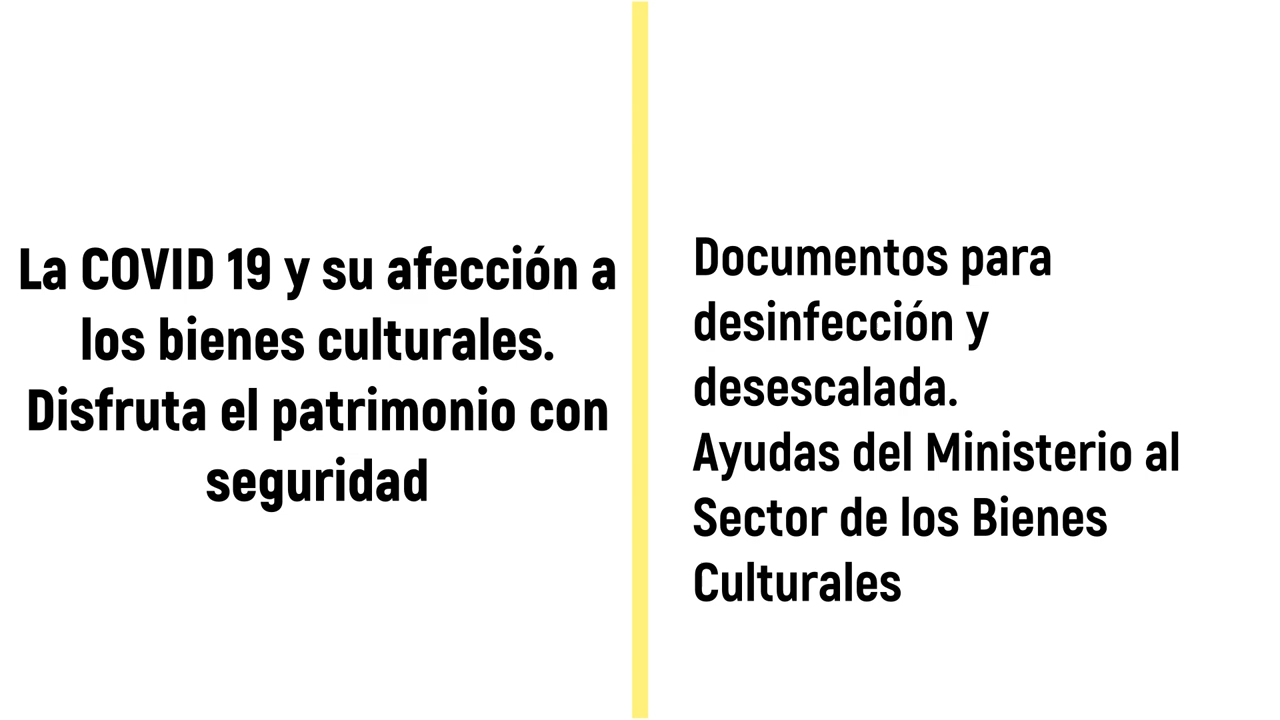 La COVID 19 y su afección a
los bienes culturales.
Disfruta el patrimonio con
seguridad
Documentos para
desinfección y
desescalada.
Ayudas del Ministerio al
Sector de los Bienes
Culturales